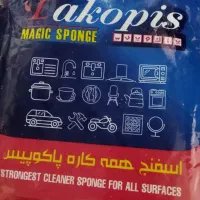 Pakopis
MAGIC SPONGE
اسفنج همه کاره پاکوپیس
STRONGEST CLEANER SPONGE FOR ALL SURFACES